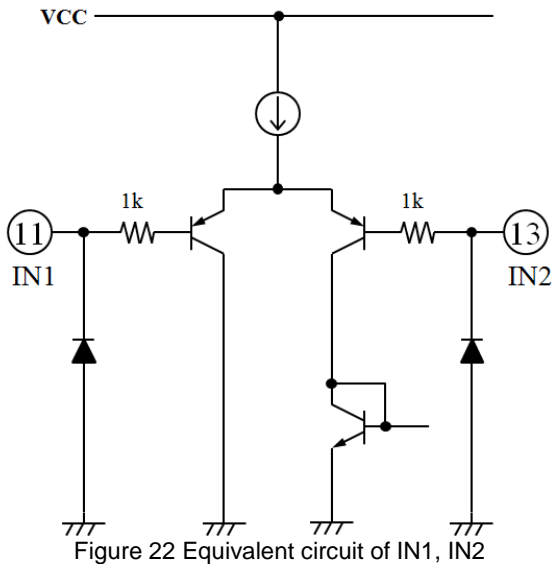 VCC
1k
1k
11
13
IN1
IN2
Figure 22 Equivalent circuit of IN1, IN2